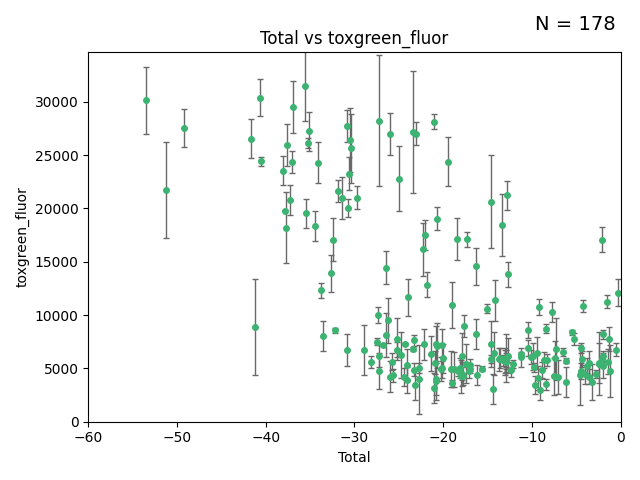 N = 178
Total vs toxgreen_fluor
30000
25000
20000
15000
10000
5000
0
toxgreen_fluor
−60 −50 −40 −30 −20 −10 0
Total